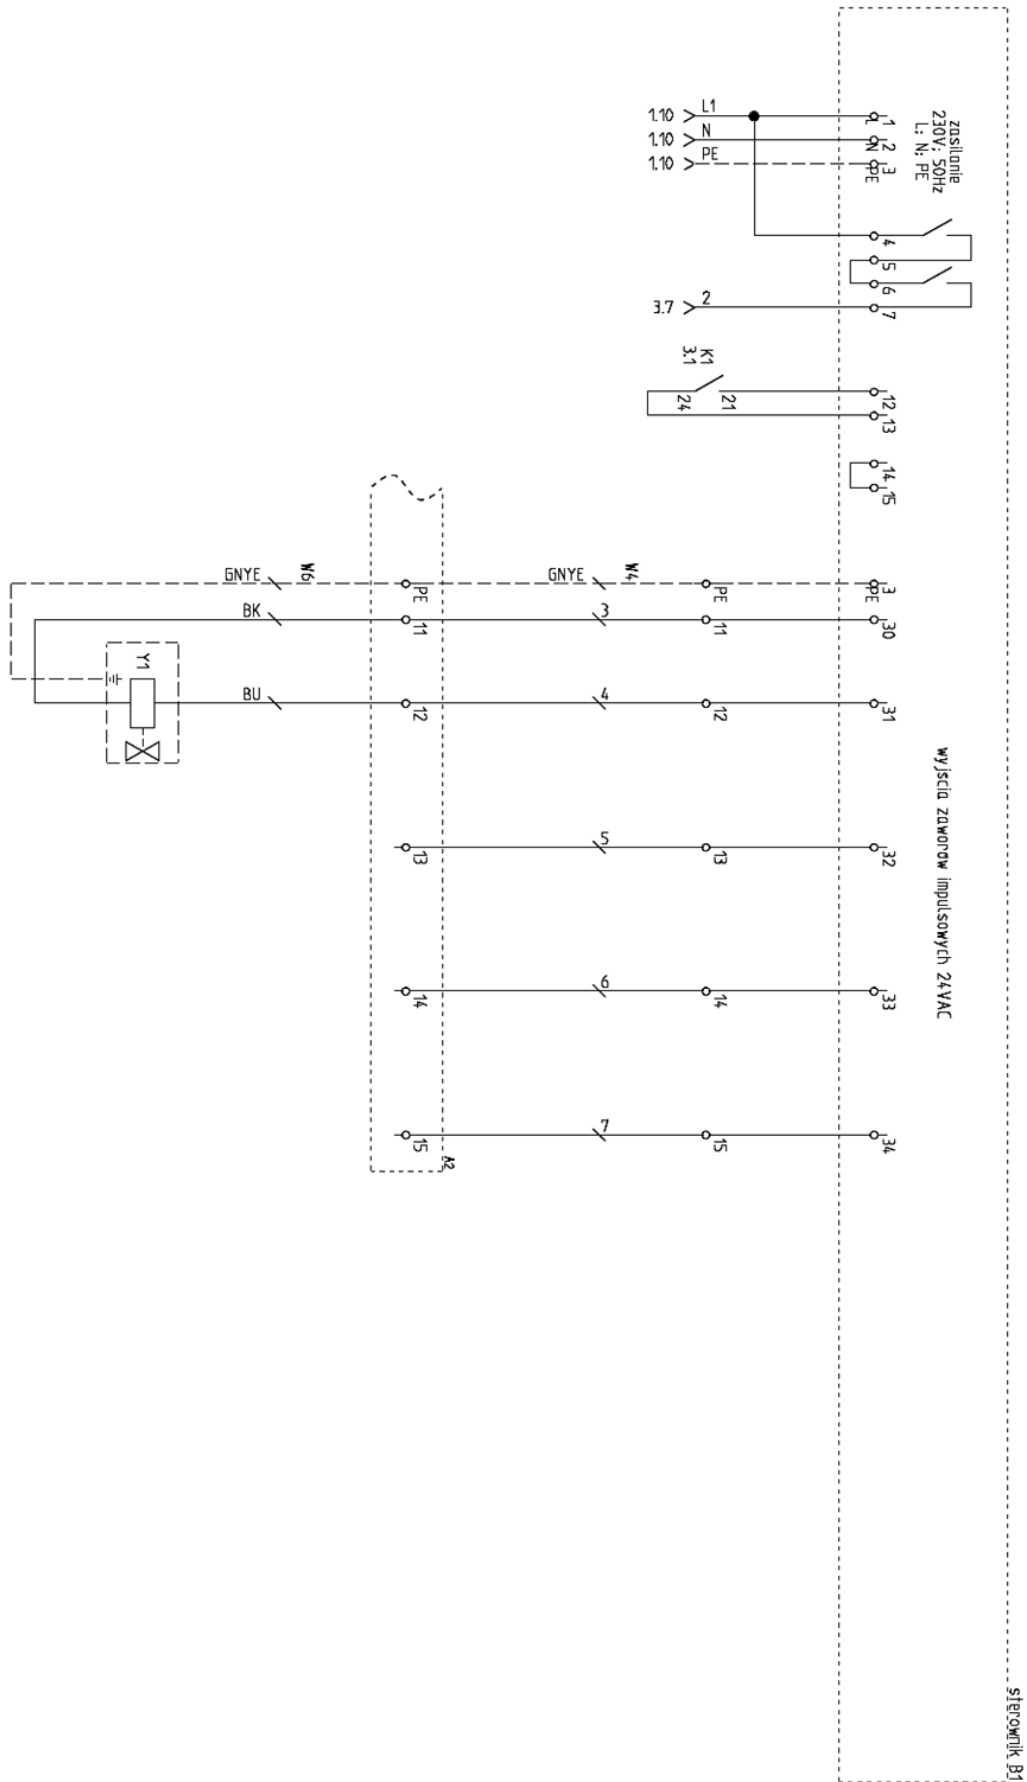 zasilanie
230V; 50Hz
L; N; PE
1.10 L1 L 1
1.10 N N 2
1.10 PE PE 3
4
5
6
3.7 2 7
K1
3.1
24 21 12
13
14
15
GNYE W6 PE GNYE W4 PE PE 3
BK 11 3 11 30
Y1
BU 12 4 12 31
wyjscia zaworów impulsowych 24VAC
13 5 13 32
14 6 14 33
15 7 15 34
A2
sterownik B1